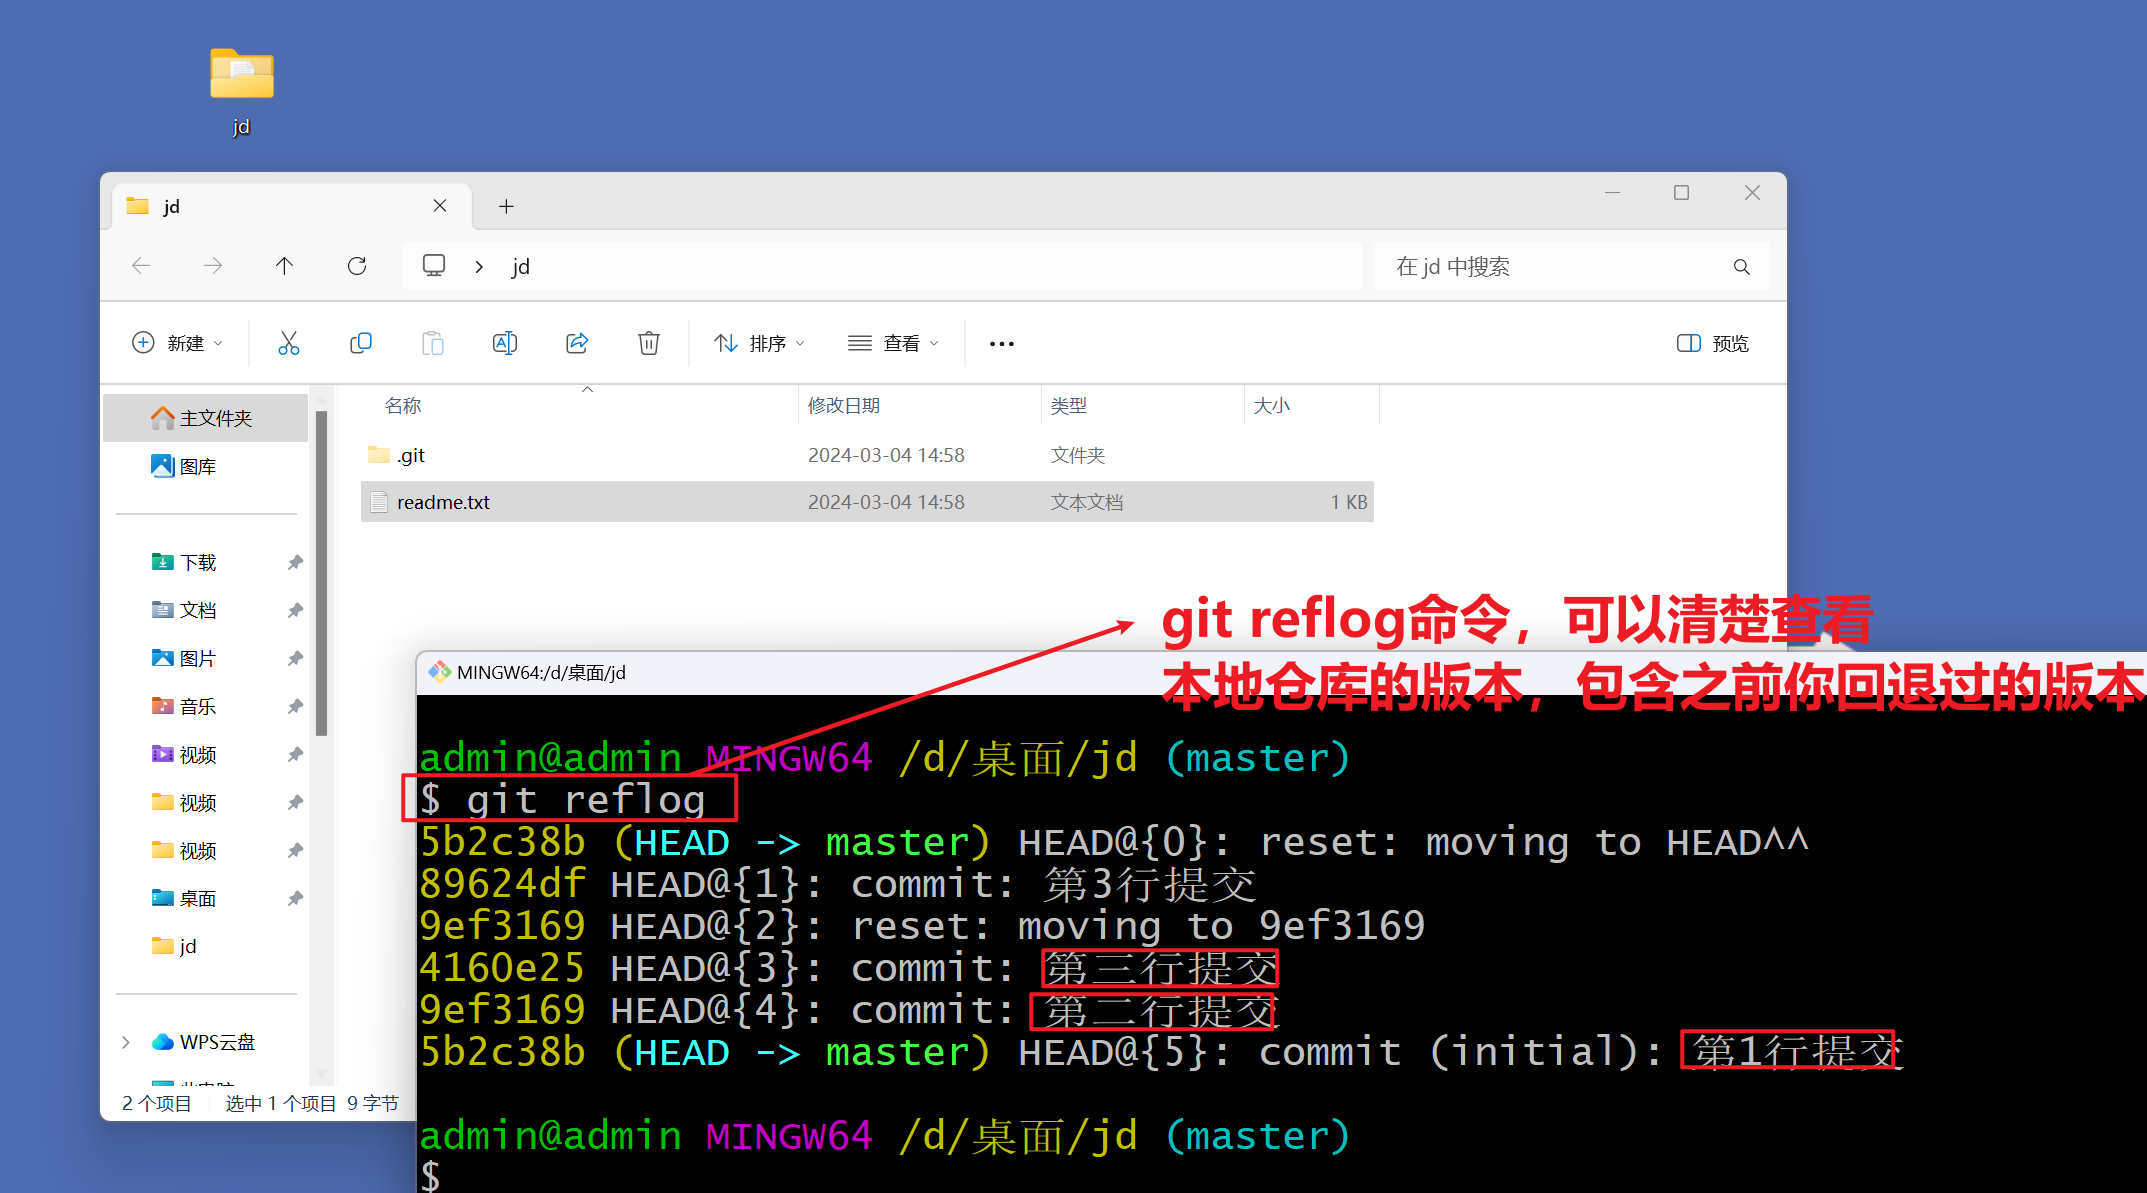 jd
jd
jd
在 jd 中搜索
新建
排序
查看
预览
主文件夹
图库
下载
文档
图片
音乐
视频
视频
视频
桌面
jd
WPS云盘
名称 修改日期 类型 大小
.git 2024-03-04 14:58 文件夹
readme.txt 2024-03-04 14:58 文本文档 1 KB
2 个项目 选中 1 个项目 9 字节
git reflog命令，可以清楚查看
本地仓库的版本，包含之前你回退过的版本
MINGW64:/d/桌面/jd
admin@admin MINGW64 /d/桌面/jd (master)
$ git reflog
5b2c38b (HEAD -> master) HEAD@{0}: reset: moving to HEAD^^
89624df HEAD@{1}: commit: 第3行提交
9ef3169 HEAD@{2}: reset: moving to 9ef3169
4160e25 HEAD@{3}: commit: 第三行提交
9ef3169 HEAD@{4}: commit: 第二行提交
5b2c38b (HEAD -> master) HEAD@{5}: commit (initial): 第1行提交
admin@admin MINGW64 /d/桌面/jd (master)
$